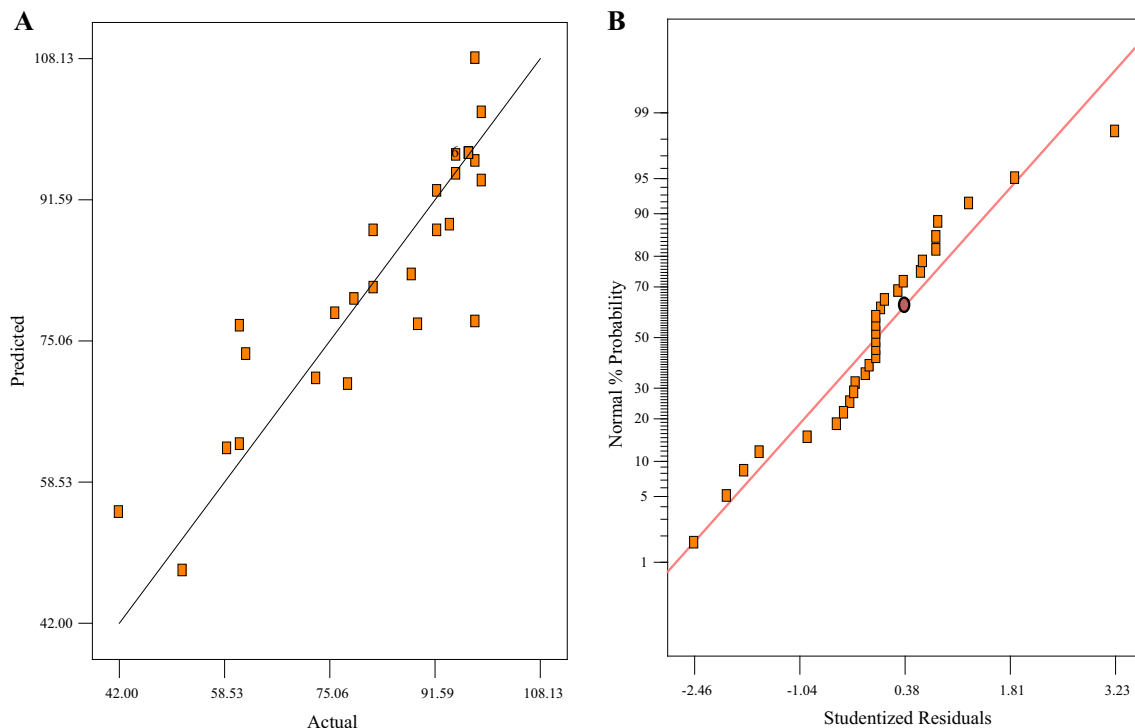 A
108.13
91.59
75.06
58.53
42.00
Predicted
6
42.00 58.53 75.06 91.59 108.13
Actual
B
99
95
90
80
70
50
30
20
10
5
1
Normal % Probability
-2.46 -1.04 0.38 1.81 3.23
Studentized Residuals